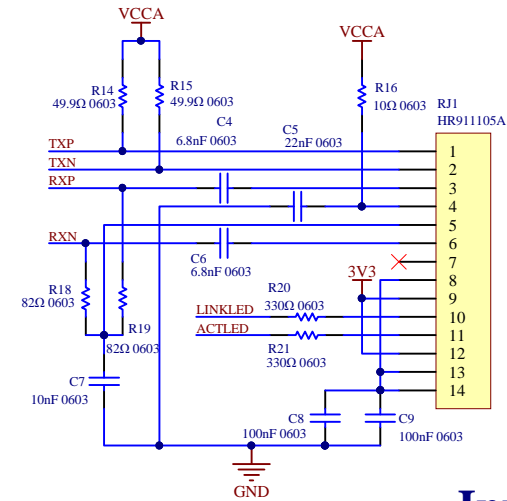 VCCA
VCCA
R14
49.9Ω 0603
R15
49.9Ω 0603
R16
10Ω 0603
RJ1
HR911105A
C4
6.8nF 0603
C5
22nF 0603
TXP
TXN
RXP
RXN
1
2
3
4
5
6
7
8
9
10
11
12
13
14
C6
6.8nF 0603
3V3
R18
82Ω 0603
R19
82Ω 0603
R20
330Ω 0603
LINKLED
ACTLED
R21
330Ω 0603
C7
10nF 0603
C8
100nF 0603
C9
100nF 0603
GND